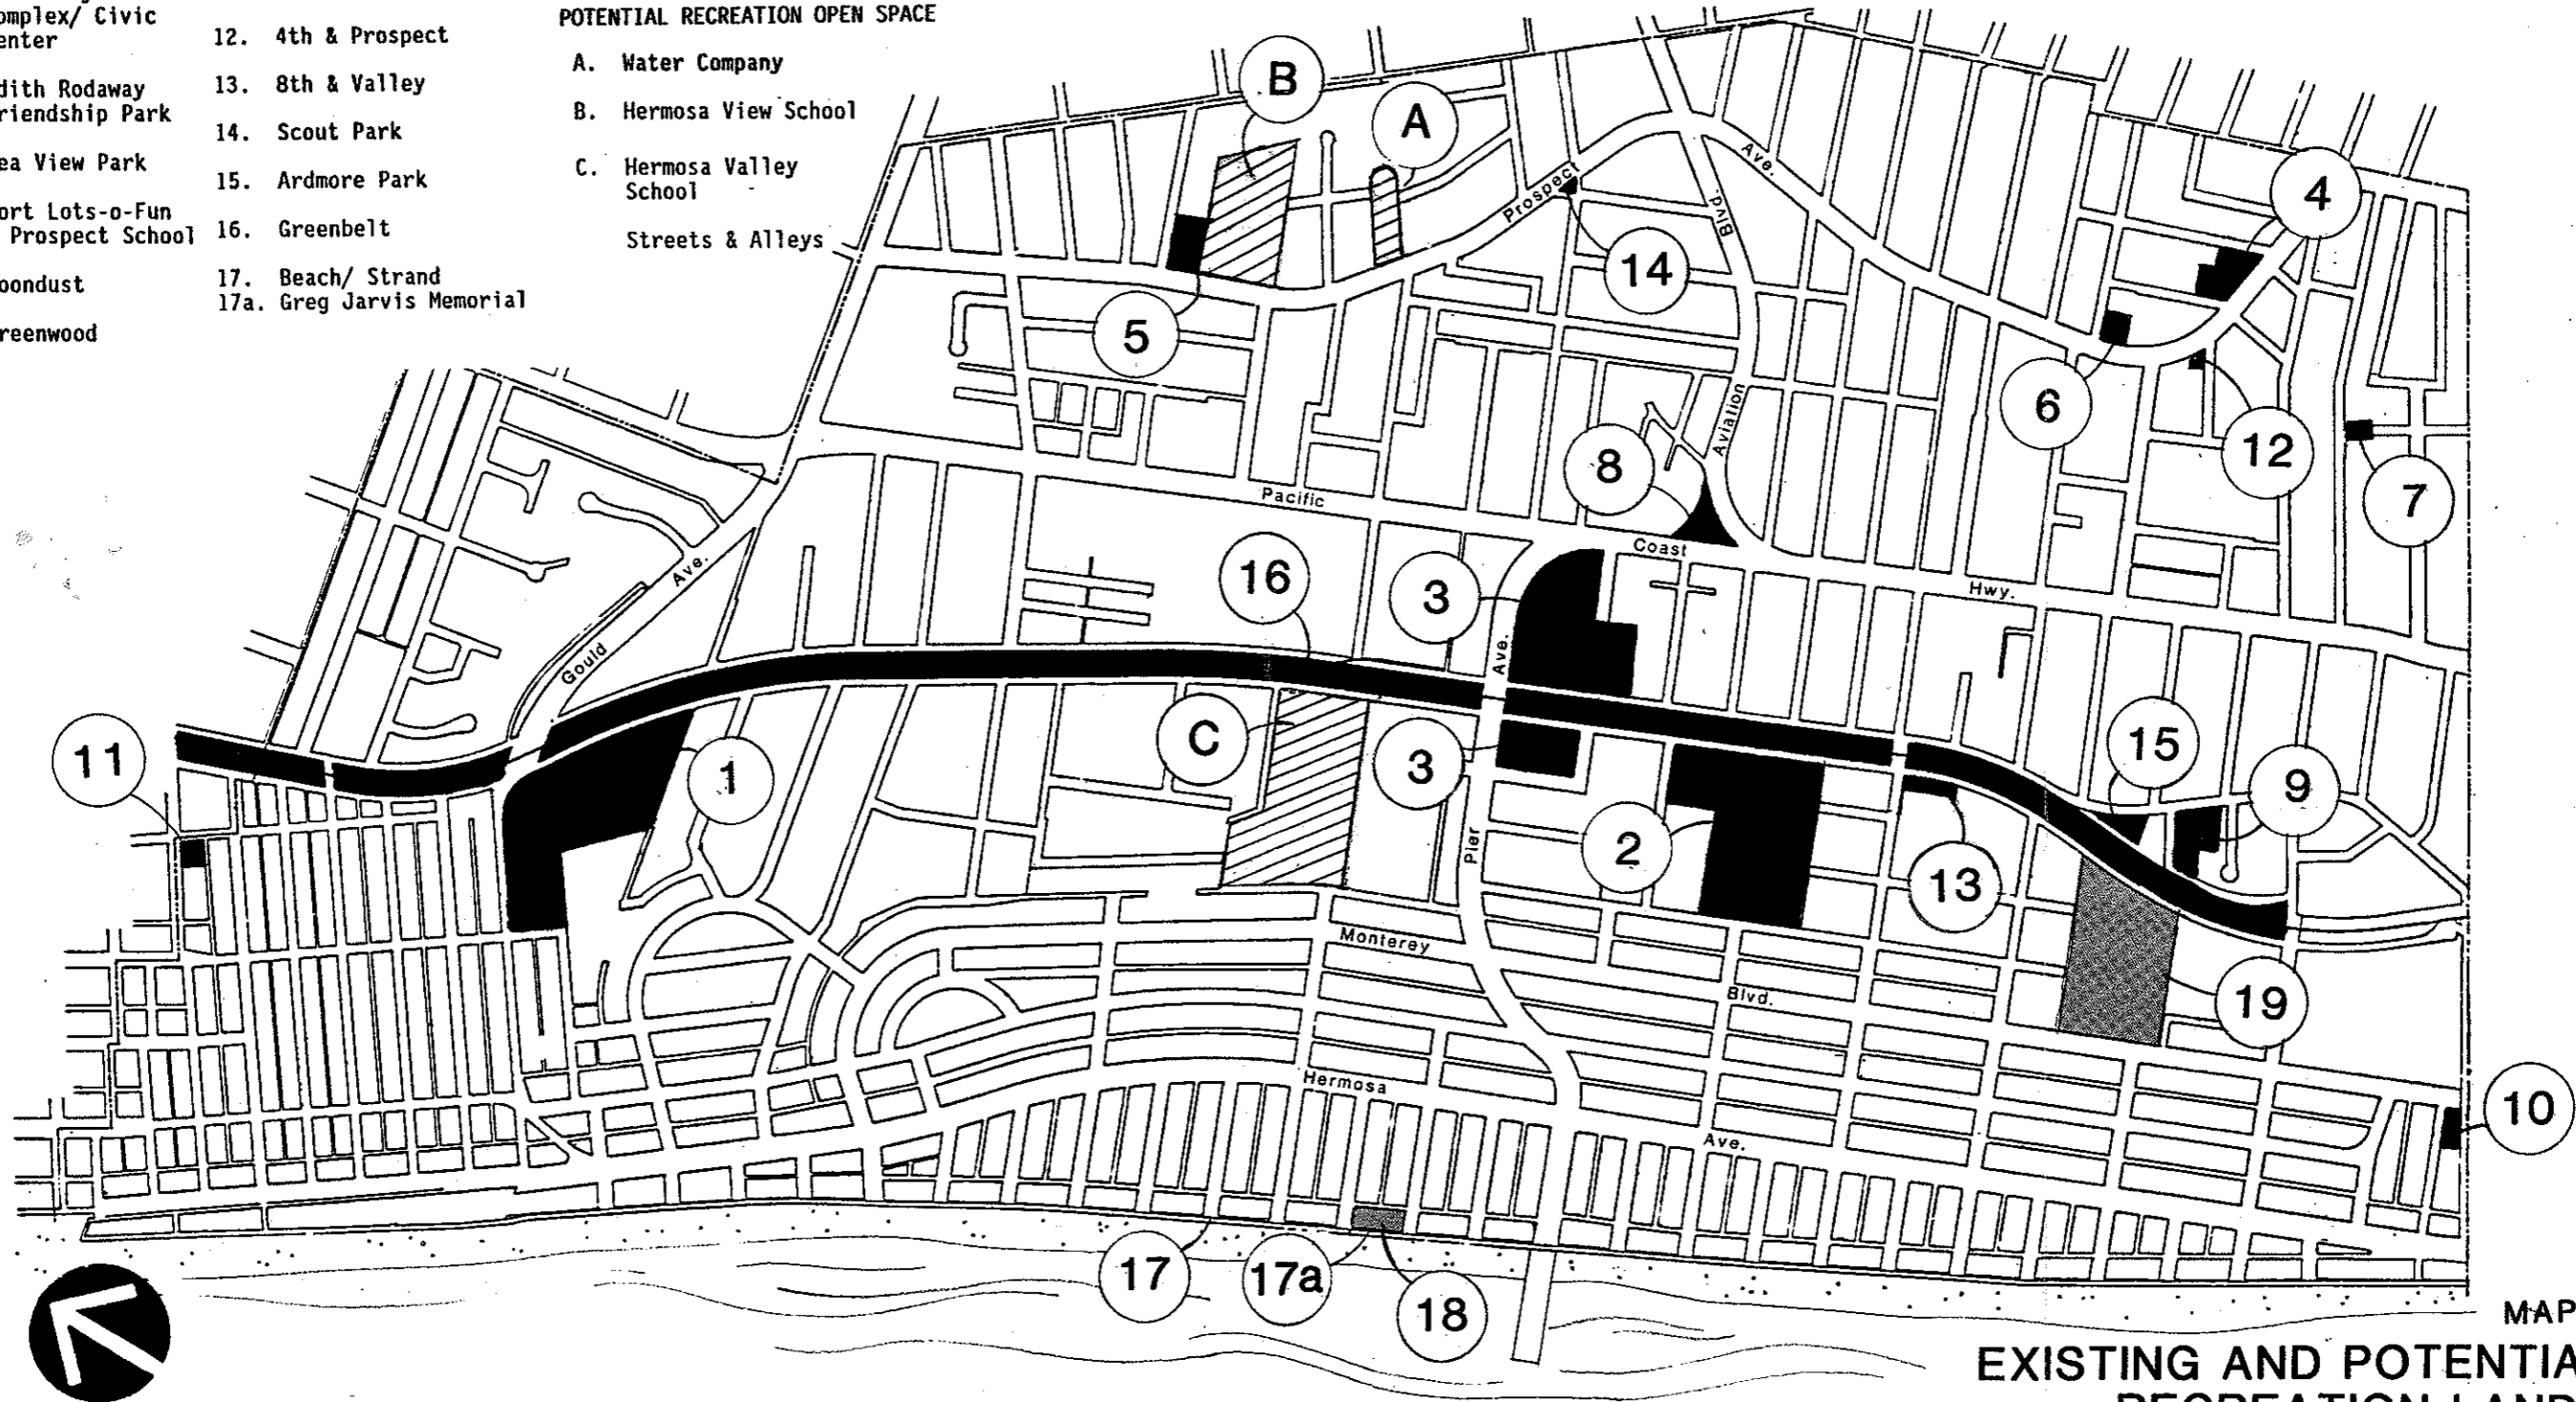 omplex/ Civic
enter
dith Rodaway
riendship Park
ea View Park
ort Lots-o-Fun
Prospect School
oondust
reenwood
12. 4th & Prospect
13. 8th & Valley
14. Scout Park
15. Ardmore Park
16. Greenbelt
17. Beach/ Strand
17a. Greg Jarvis Memorial
POTENTIAL RECREATION OPEN SPACE
A. Water Company
B. Hermosa View School
C. Hermosa Valley
School
Streets & Alleys
B
A
4
5
14
6
12
7
8
16
3
11
1
C
3
2
15
9
13
19
10
17
17a
18
Prospect
Ave.
Aviation
Blvd.
Pacific
Coast
Hwy.
Gould
Ave.
Pier
Ave.
Monterey
Blvd.
Hermosa
Ave.
MAP
EXISTING AND POTENTIA
RECREATION LAND